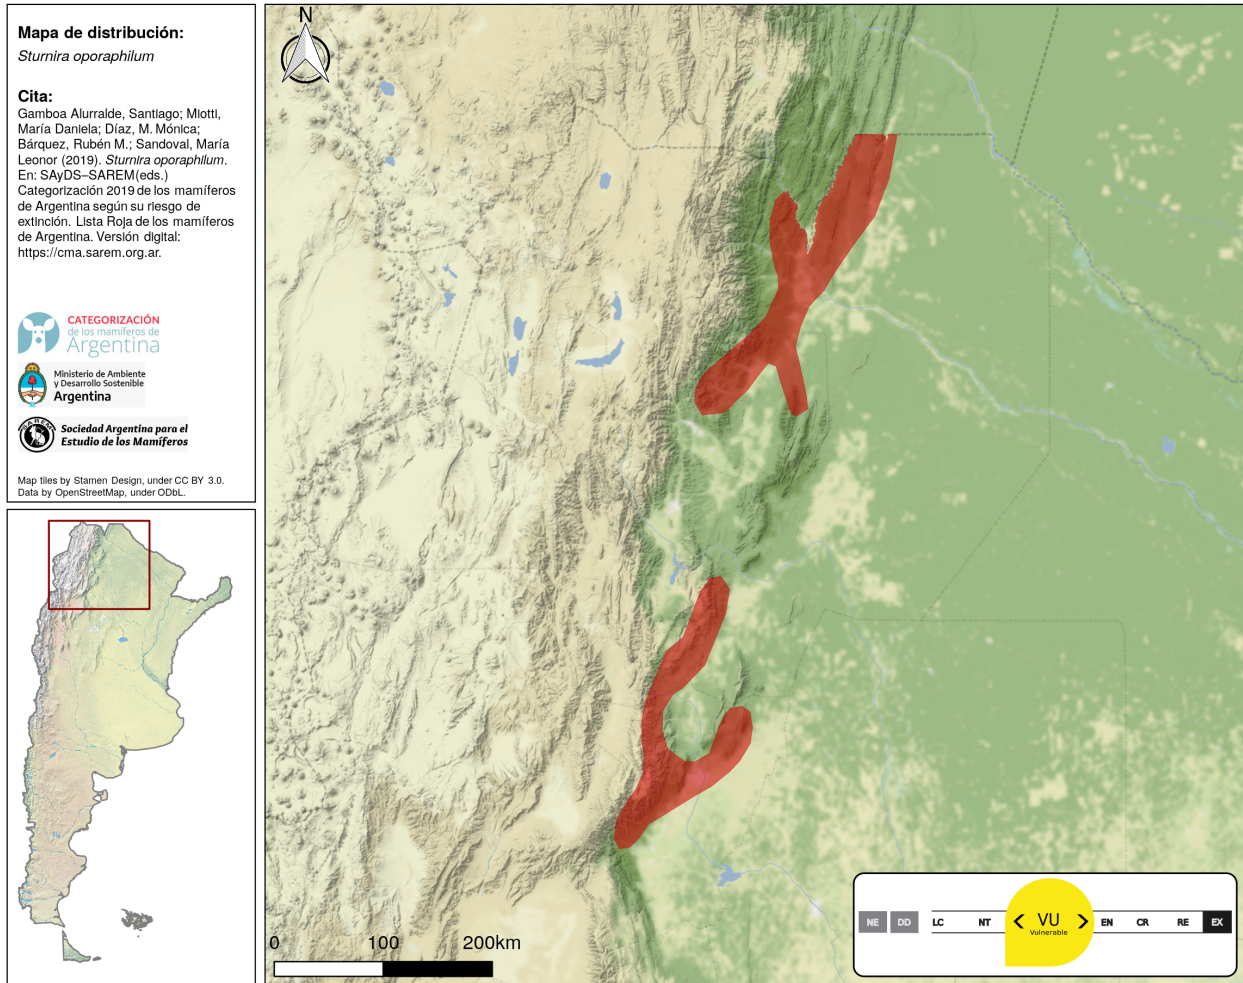 Mapa de distribución:
Sturnira oporaphilum
Cita:
Gamboa Alurralde, Santiago; Miotti,
María Daniela; Díaz, M. Mónica;
Bárquez, Rubén M.; Sandoval, María
Leonor (2019). Sturnira oporaphilum.
En: SAyDS–SAREM(eds.)
Categorización 2019 de los mamíferos
de Argentina según su riesgo de
extinción. Lista Roja de los mamíferos
de Argentina. Versión digital:
https://cma.sarem.org.ar.
CATEGORIZACIÓN
de los mamíferos de
Argentina
Ministerio de Ambiente
y Desarrollo Sostenible
Argentina
SAREM
Sociedad Argentina para el
Estudio de los Mamíferos
Map tiles by Stamen Design, under CC BY 3.0.
Data by OpenStreetMap, under ODbL.
N
0 100 200km
NE DD LC NT VU EN CR RE EX
Vulnerable